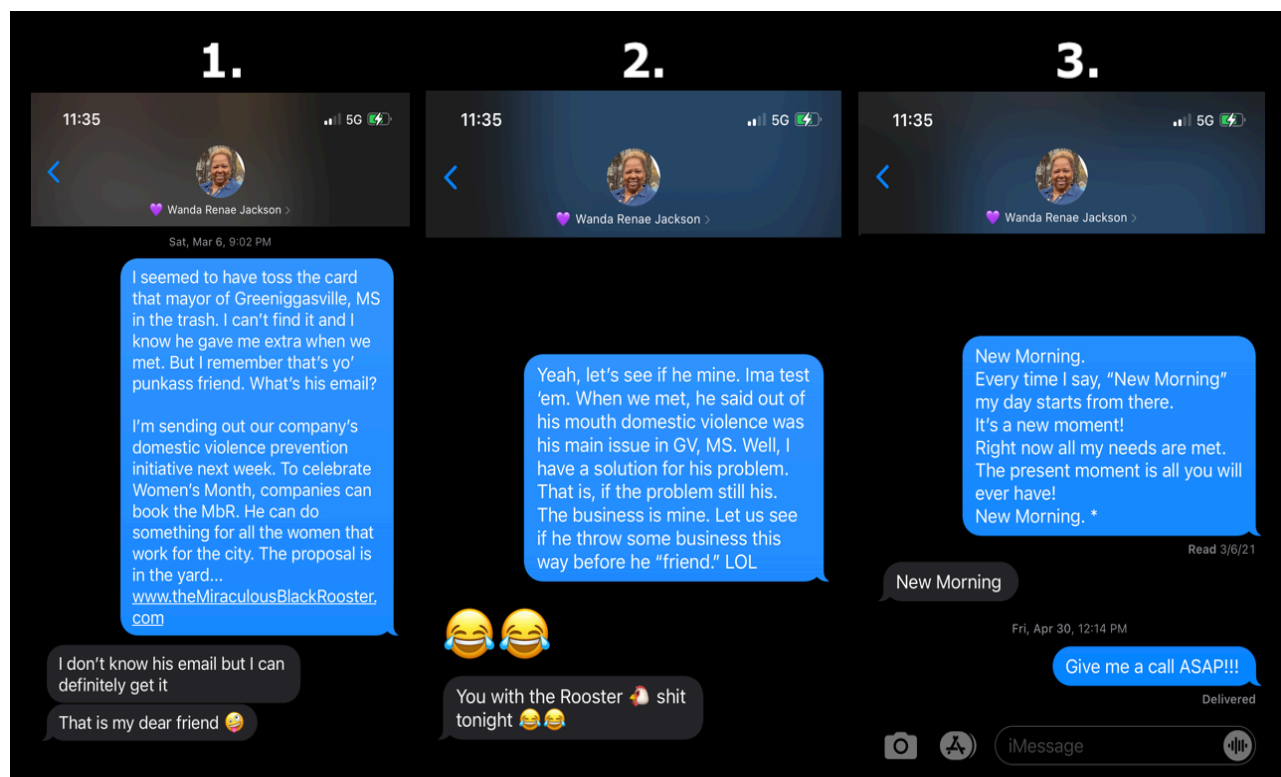 1.
11:35
5G
Wanda Renae Jackson >
Sat, Mar 6, 9:02 PM
I seemed to have toss the card
that mayor of Greeniggasville, MS
in the trash. I can’t find it and I
know he gave me extra when we
met. But I remember that’s yo’
punkass friend. What’s his email?
I’m sending out our company’s
domestic violence prevention
initiative next week. To celebrate
Women’s Month, companies can
book the MbR. He can do
something for all the women that
work for the city. The proposal is
in the yard...
www.theMiraculousBlackRooster.
com
I don’t know his email but I can
definitely get it
That is my dear friend 🤪
2.
11:35
5G
Wanda Renae Jackson >
Yeah, let’s see if he mine. Ima test
‘em. When we met, he said out of
his mouth domestic violence was
his main issue in GV, MS. Well, I
have a solution for his problem.
That is, if the problem still his.
The business is mine. Let us see
if he throw some business this
way before he “friend.” LOL
😂😂
You with the Rooster 🐔 shit
tonight 😂😂
3.
11:35
5G
Wanda Renae Jackson >
New Morning.
Every time I say, “New Morning”
my day starts from there.
It’s a new moment!
Right now all my needs are met.
The present moment is all you will
ever have!
New Morning. *
Read 3/6/21
New Morning
Fri, Apr 30, 12:14 PM
Give me a call ASAP!!!
Delivered
iMessage